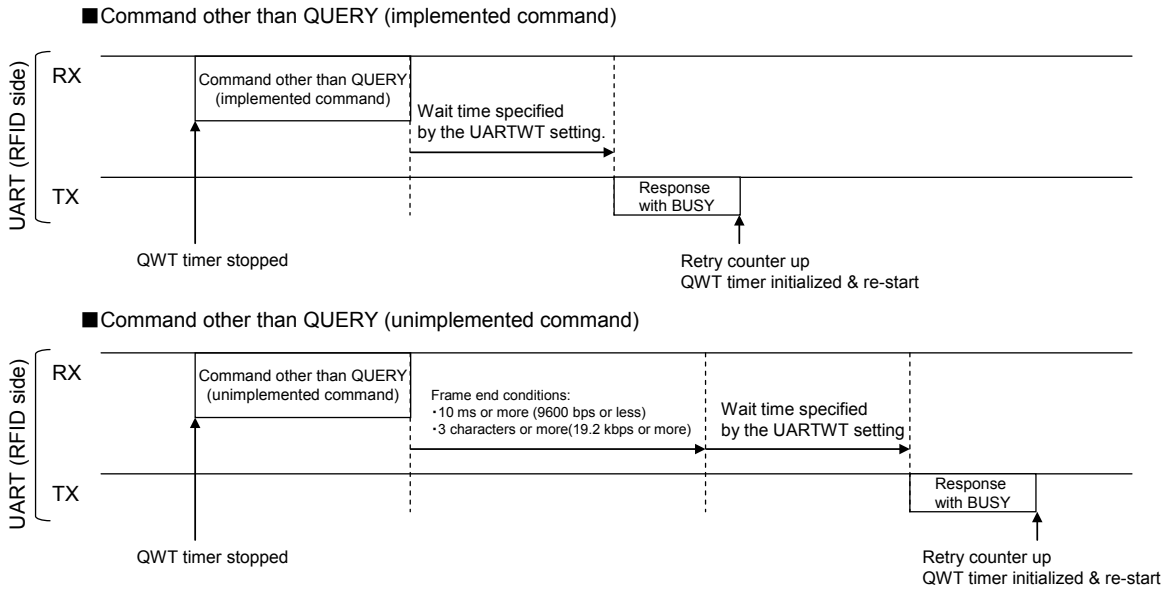 ■Command other than QUERY (implemented command)
UART (RFID side)
RX
Command other than QUERY
(implemented command)
Wait time specified
by the UARTWT setting.
TX
Response
with BUSY
QWT timer stopped
Retry counter up
QWT timer initialized & re-start
■Command other than QUERY (unimplemented command)
UART (RFID side)
RX
Command other than QUERY
(unimplemented command)
Frame end conditions:
・10 ms or more (9600 bps or less)
・3 characters or more(19.2 kbps or more)
Wait time specified
by the UARTWT setting
TX
Response
with BUSY
QWT timer stopped
Retry counter up
QWT timer initialized & re-start